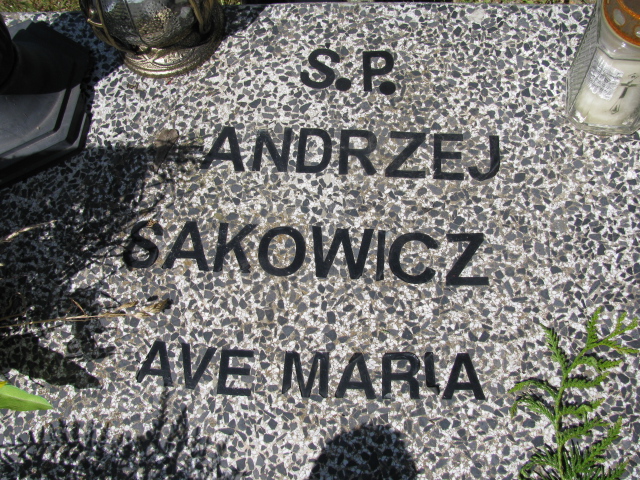 S.P.
ANDRZEJ
SAKOWICZ
AVE MARIA